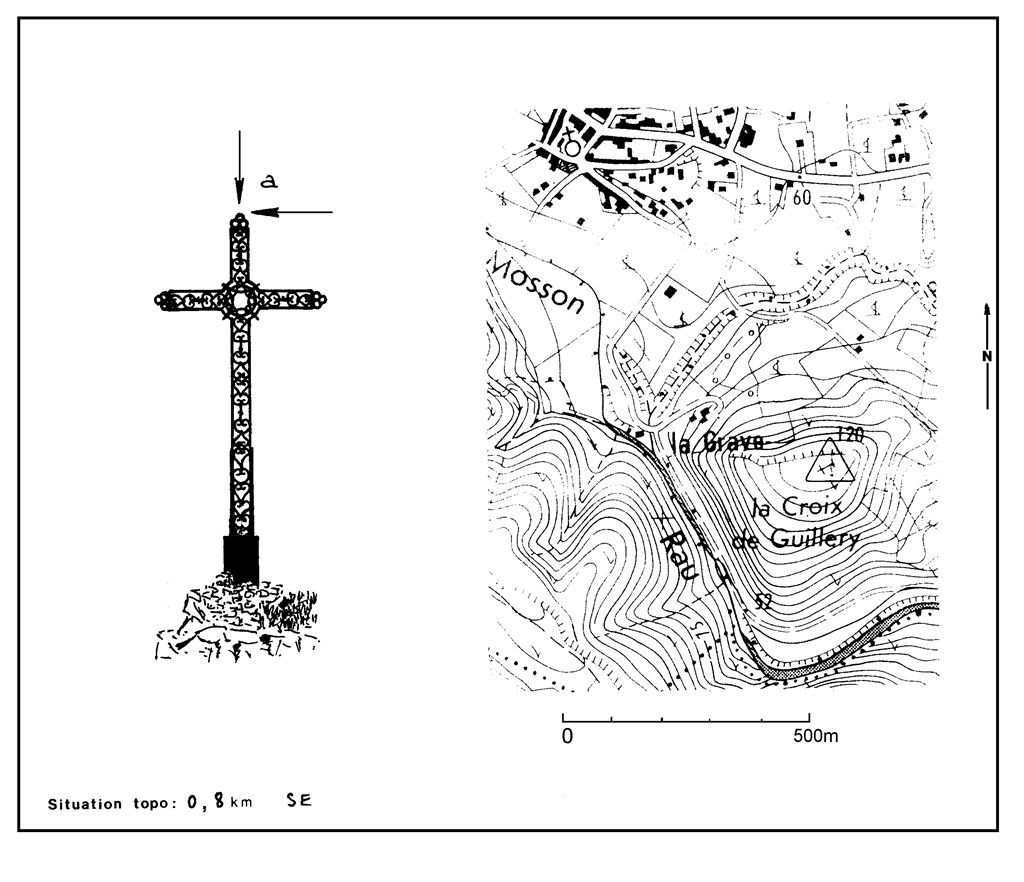 a
60
Mosson
N
la Grave
120
la Croix
de Guillery
Rau
52
0 500m
Situation topo: 0,8 km SE